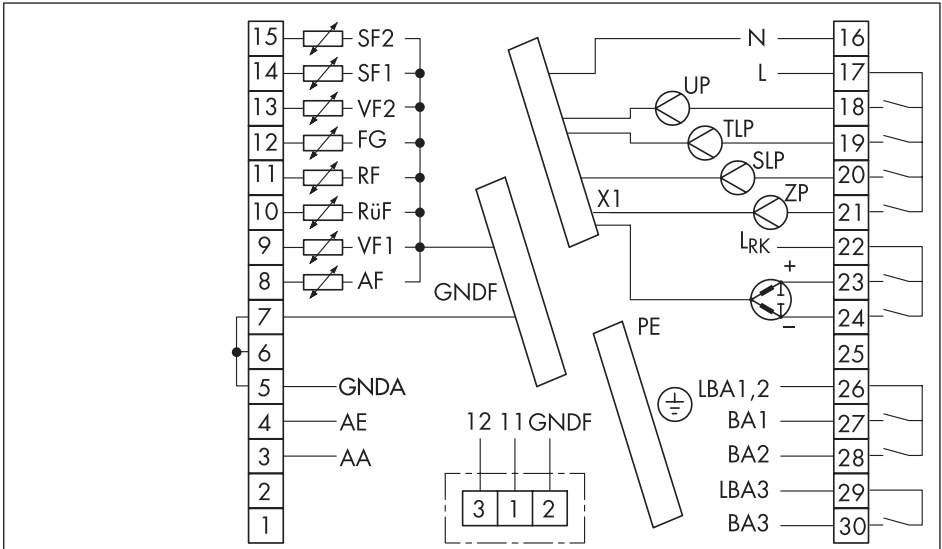 15 SF2
14 SF1
13 VF2
12 FG
11 RF
10 RüF
9 VF1
8 AF
7
6
5 GNDA
4 AE
3 AA
2
1
GNDF
X1
PE
12 11 GNDF
3 1 2
N 16
L 17
UP 18
TLP 19
SLP 20
ZP 21
LRK 22
+ 23
− 24
25
LBA1,2 26
BA1 27
BA2 28
LBA3 29
BA3 30